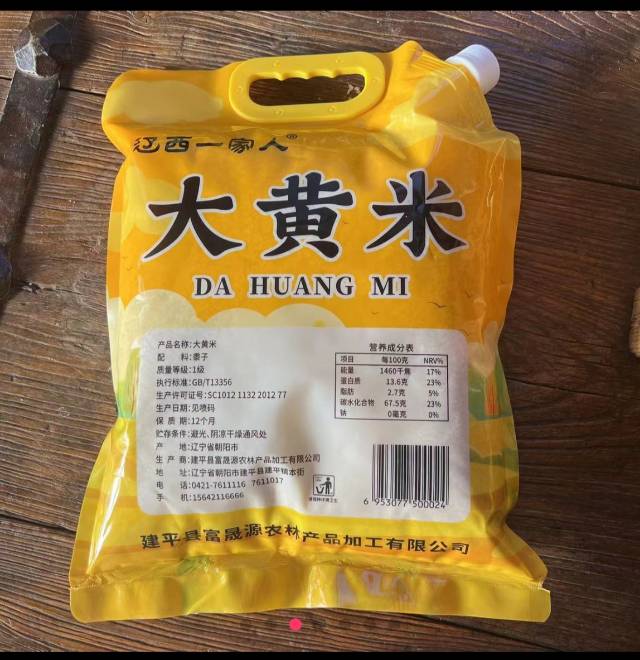 辽西一家人®
大黄米
DA HUANG MI
产品名称:大黄米
配 料:黍子
质量等级:1级
执行标准:GB/T13356
生产许可证号:SC1012 1132 2012 77
生产日期:见喷码
保 质 期:12个月
贮存条件:避光、阴凉干燥通风处
产 地:辽宁省朝阳市
生 产 商:建平县富晟源农林产品加工有限公司
地 址:辽宁省朝阳市建平县建平镇本街
电 话:0421-7611116 7611017
手 机:15642116666
营养成分表
项目 每100克 NRV%
能量 1460千焦 17%
蛋白质 13.6克 23%
脂肪 2.7克 5%
碳水化合物 67.5克 23%
钠 0毫克 0%
6 953077 500024
建平县富晟源农林产品加工有限公司